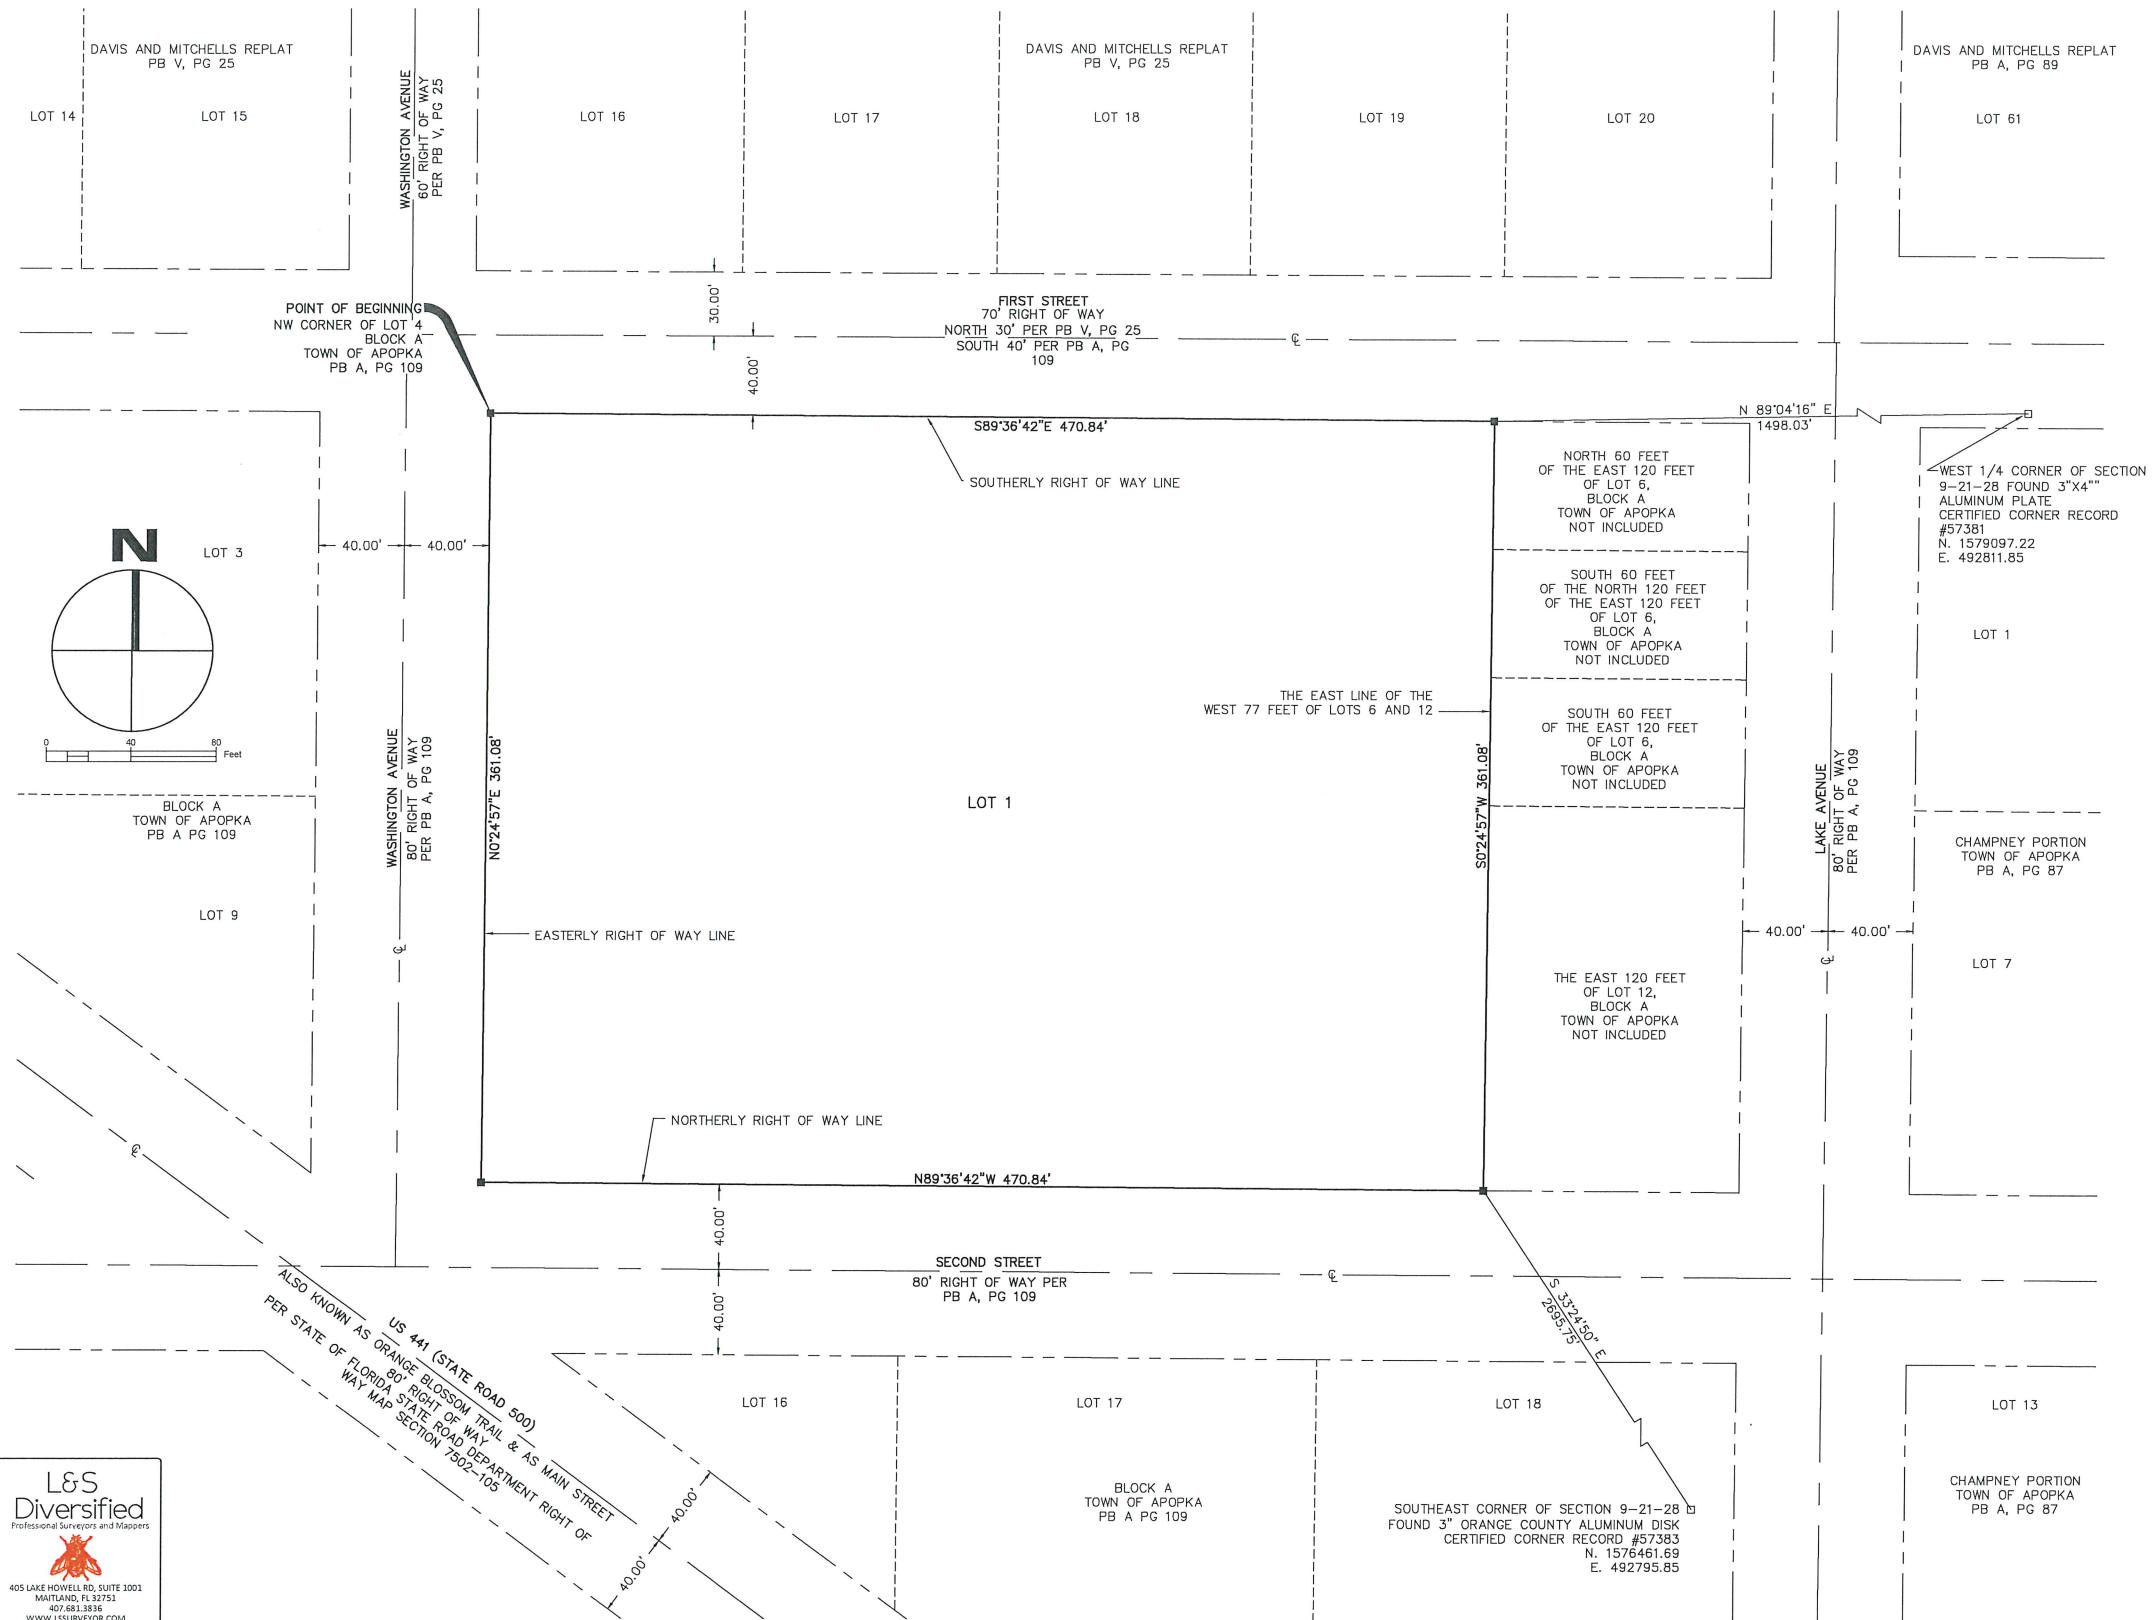 DAVIS AND MITCHELLS REPLAT
PB V, PG 25
LOT 14
LOT 15
WASHINGTON AVENUE
60' RIGHT OF WAY
PER PB V, PG 25
LOT 16
LOT 17
DAVIS AND MITCHELLS REPLAT
PB V, PG 25
LOT 18
LOT 19
LOT 20
DAVIS AND MITCHELLS REPLAT
PB A, PG 89
LOT 61
POINT OF BEGINNING
NW CORNER OF LOT 4
BLOCK A
TOWN OF APOPKA
PB A, PG 109
30.00'
40.00'
FIRST STREET
70' RIGHT OF WAY
NORTH 30' PER PB V, PG 25
SOUTH 40' PER PB A, PG
109
℄
S89°36'42"E 470.84'
SOUTHERLY RIGHT OF WAY LINE
N 89°04'16" E
1498.03'
WEST 1/4 CORNER OF SECTION
9-21-28 FOUND 3"X4""
ALUMINUM PLATE
CERTIFIED CORNER RECORD
#57381
N. 1579097.22
E. 492811.85
NORTH 60 FEET
OF THE EAST 120 FEET
OF LOT 6,
BLOCK A
TOWN OF APOPKA
NOT INCLUDED
N
LOT 3
40.00'
40.00'
SOUTH 60 FEET
OF THE NORTH 120 FEET
OF THE EAST 120 FEET
OF LOT 6,
BLOCK A
TOWN OF APOPKA
NOT INCLUDED
LOT 1
THE EAST LINE OF THE
WEST 77 FEET OF LOTS 6 AND 12
SOUTH 60 FEET
OF THE EAST 120 FEET
OF LOT 6,
BLOCK A
TOWN OF APOPKA
NOT INCLUDED
0 40 80
Feet
WASHINGTON AVENUE
80' RIGHT OF WAY
PER PB A, PG 109
N0°24'57"E 361.08'
LOT 1
S0°24'57"W 361.08'
LAKE AVENUE
80' RIGHT OF WAY
PER PB A, PG 109
BLOCK A
TOWN OF APOPKA
PB A PG 109
CHAMPNEY PORTION
TOWN OF APOPKA
PB A, PG 87
LOT 9
℄
EASTERLY RIGHT OF WAY LINE
40.00'
40.00'
℄
LOT 7
THE EAST 120 FEET
OF LOT 12,
BLOCK A
TOWN OF APOPKA
NOT INCLUDED
NORTHERLY RIGHT OF WAY LINE
℄
N89°36'42"W 470.84'
40.00'
40.00'
SECOND STREET
80' RIGHT OF WAY PER
PB A, PG 109
℄
S 33°24'50" E
2695.75'
US 441 (STATE ROAD 500)
ALSO KNOWN AS ORANGE BLOSSOM TRAIL & AS MAIN STREET
80' RIGHT OF WAY
PER STATE OF FLORIDA STATE ROAD DEPARTMENT RIGHT OF
WAY MAP SECTION 7502-105
40.00'
40.00'
LOT 16
LOT 17
LOT 18
LOT 13
BLOCK A
TOWN OF APOPKA
PB A PG 109
CHAMPNEY PORTION
TOWN OF APOPKA
PB A, PG 87
SOUTHEAST CORNER OF SECTION 9-21-28
FOUND 3" ORANGE COUNTY ALUMINUM DISK
CERTIFIED CORNER RECORD #57383
N. 1576461.69
E. 492795.85
L&S
Diversified
Professional Surveyors and Mappers
405 LAKE HOWELL RD, SUITE 1001
MAITLAND, FL 32751
407.681.3836
WWW.LSSURVEYOR.COM